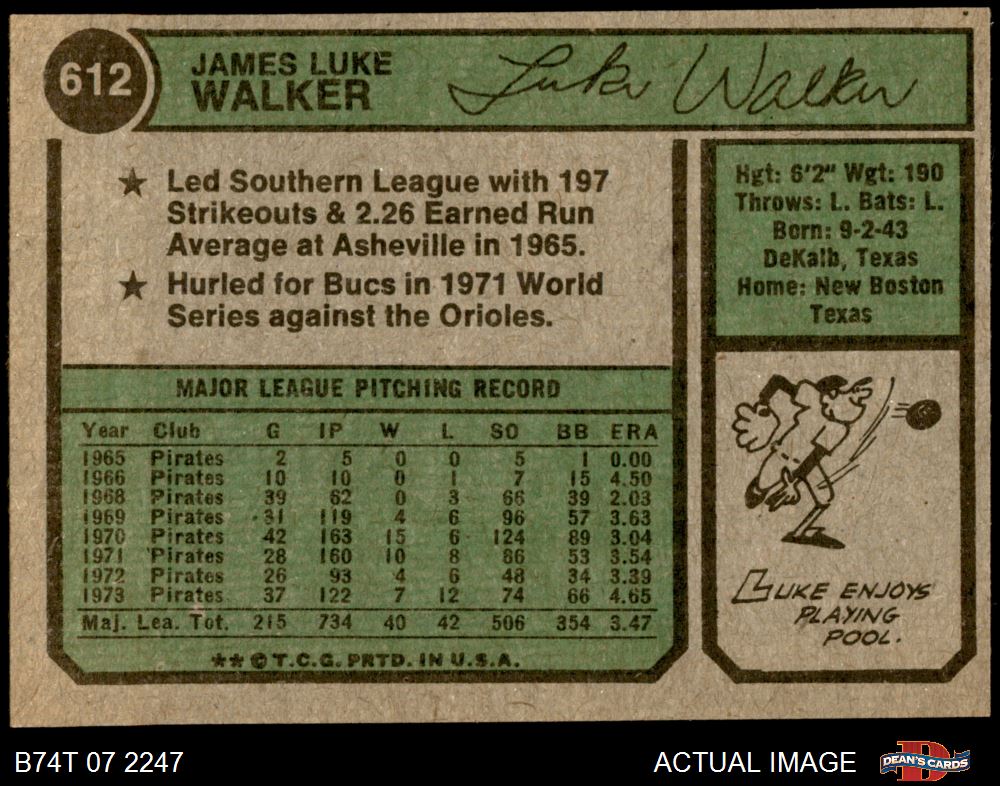 612
JAMES LUKE
WALKER
Luke Walker
★ Led Southern League with 197
Strikeouts & 2.26 Earned Run
Average at Asheville in 1965.
★ Hurled for Bucs in 1971 World
Series against the Orioles.
MAJOR LEAGUE PITCHING RECORD
Year Club G IP W L SO BB ERA
1965 Pirates 2 5 0 0 5 1 0.00
1966 Pirates 10 10 0 1 7 15 4.50
1968 Pirates 39 62 0 3 66 39 2.03
1969 Pirates 31 119 4 6 96 57 3.63
1970 Pirates 42 163 15 6 124 89 3.04
1971 Pirates 28 160 10 8 86 53 3.54
1972 Pirates 26 93 4 6 48 34 3.39
1973 Pirates 37 122 7 12 74 66 4.65
Maj. Lea. Tot. 215 734 40 42 506 354 3.47
** © T.C.G. PRTD. IN U.S.A.
Hgt: 6'2" Wgt: 190
Throws: L. Bats: L.
Born: 9-2-43
DeKalb, Texas
Home: New Boston
Texas
LUKE ENJOYS
PLAYING
POOL.
B74T 07 2247
ACTUAL IMAGE
D
DEAN'S CARDS